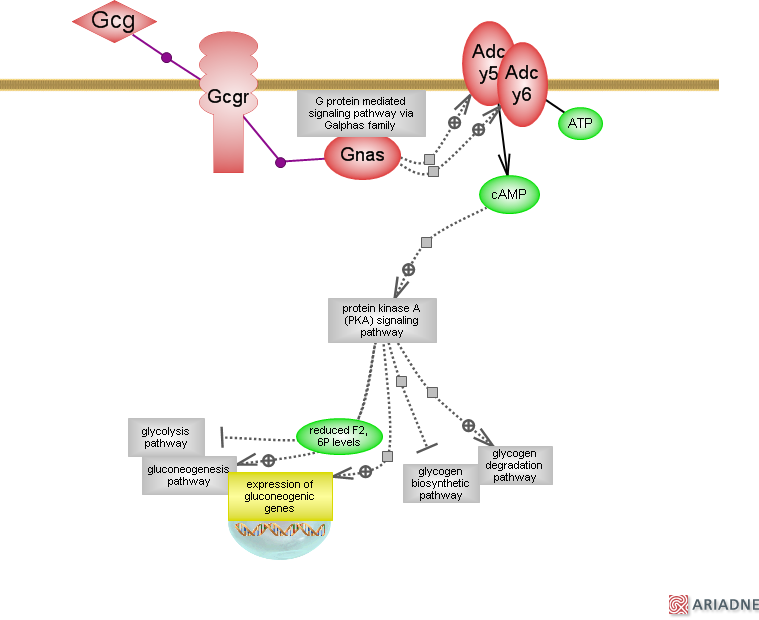 Gcg
Gcgr
G protein mediated
signaling pathway via
Galphas family
Gnas
Adc
y5
Adc
y6
ATP
cAMP
protein kinase A
(PKA) signaling
pathway
reduced F2,
6P levels
glycolysis
pathway
gluconeogenesis
pathway
expression of
gluconeogenic
genes
glycogen
biosynthetic
pathway
glycogen
degradation
pathway
ARIADNE